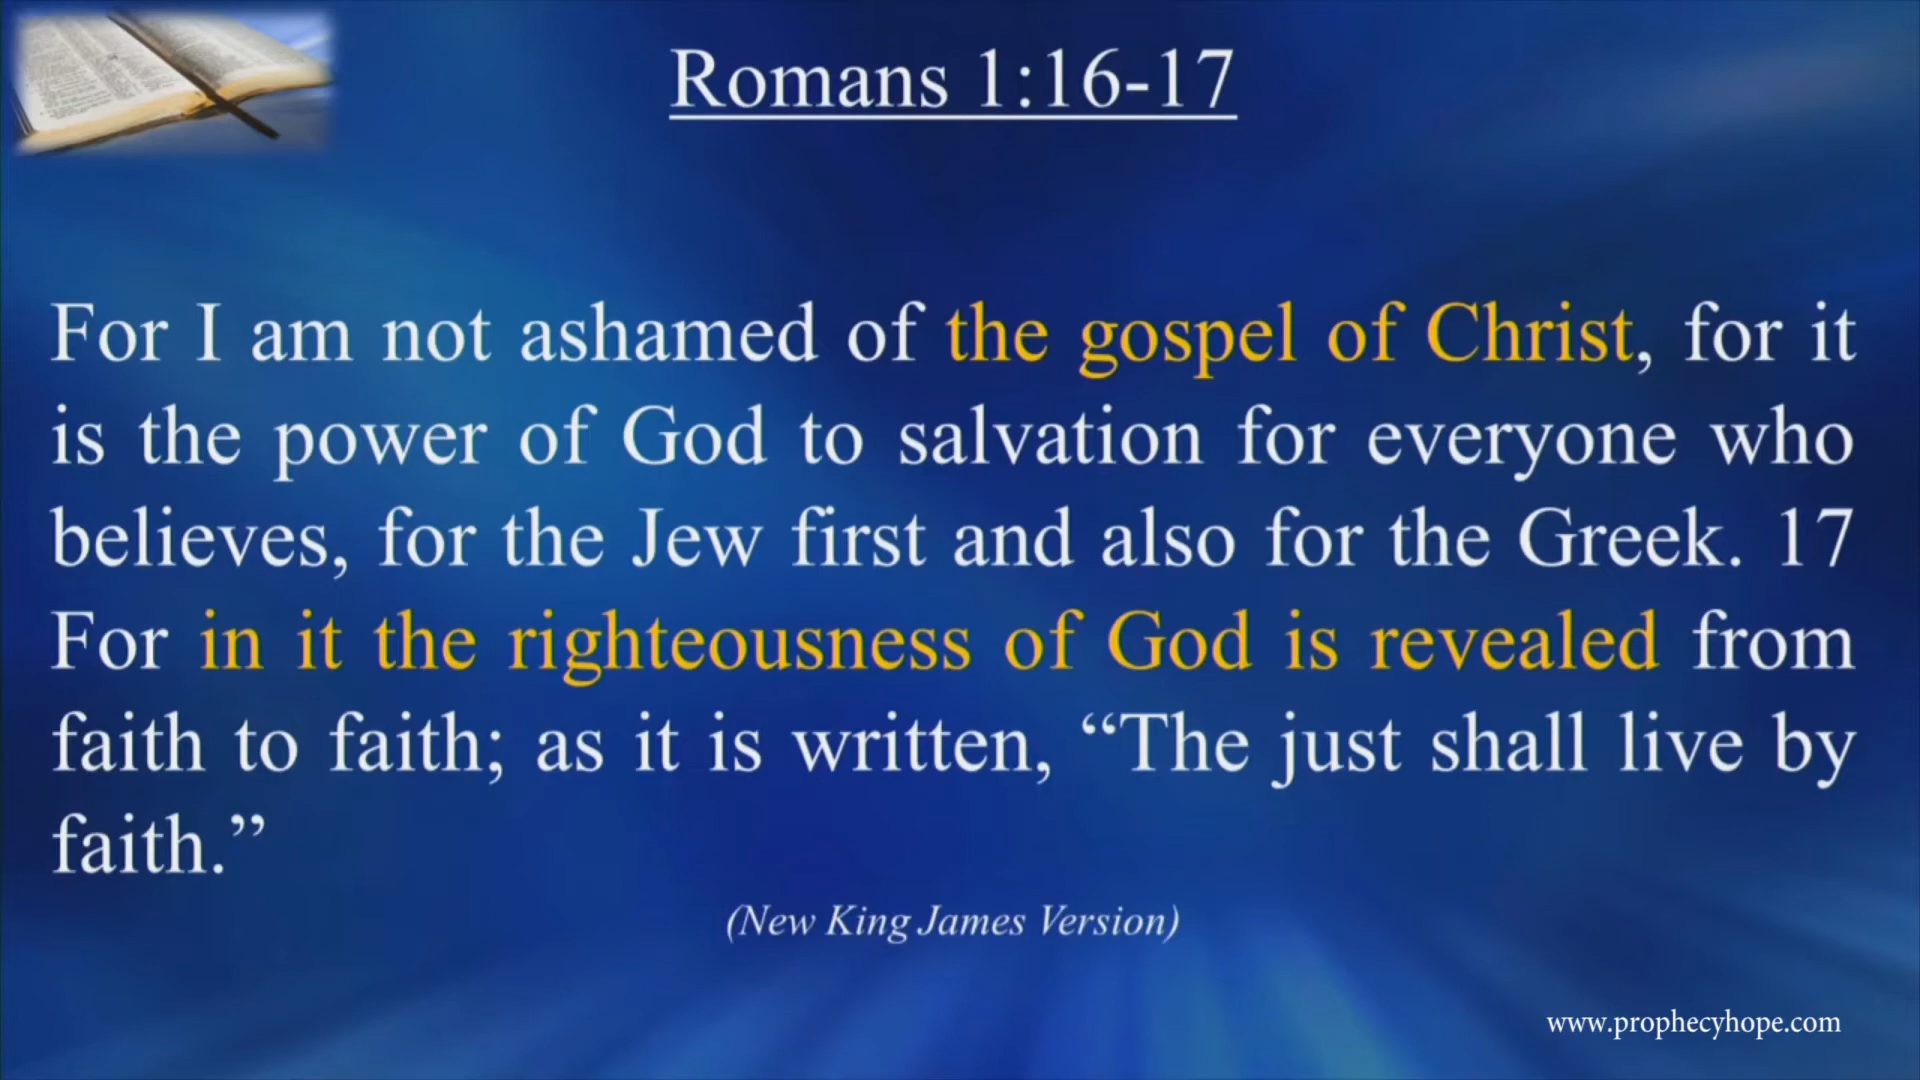 Romans 1:16-17
For I am not ashamed of the gospel of Christ, for it
is the power of God to salvation for everyone who
believes, for the Jew first and also for the Greek. 17
For in it the righteousness of God is revealed from
faith to faith; as it is written, “The just shall live by
faith.”
(New King James Version)
www.prophecyhope.com